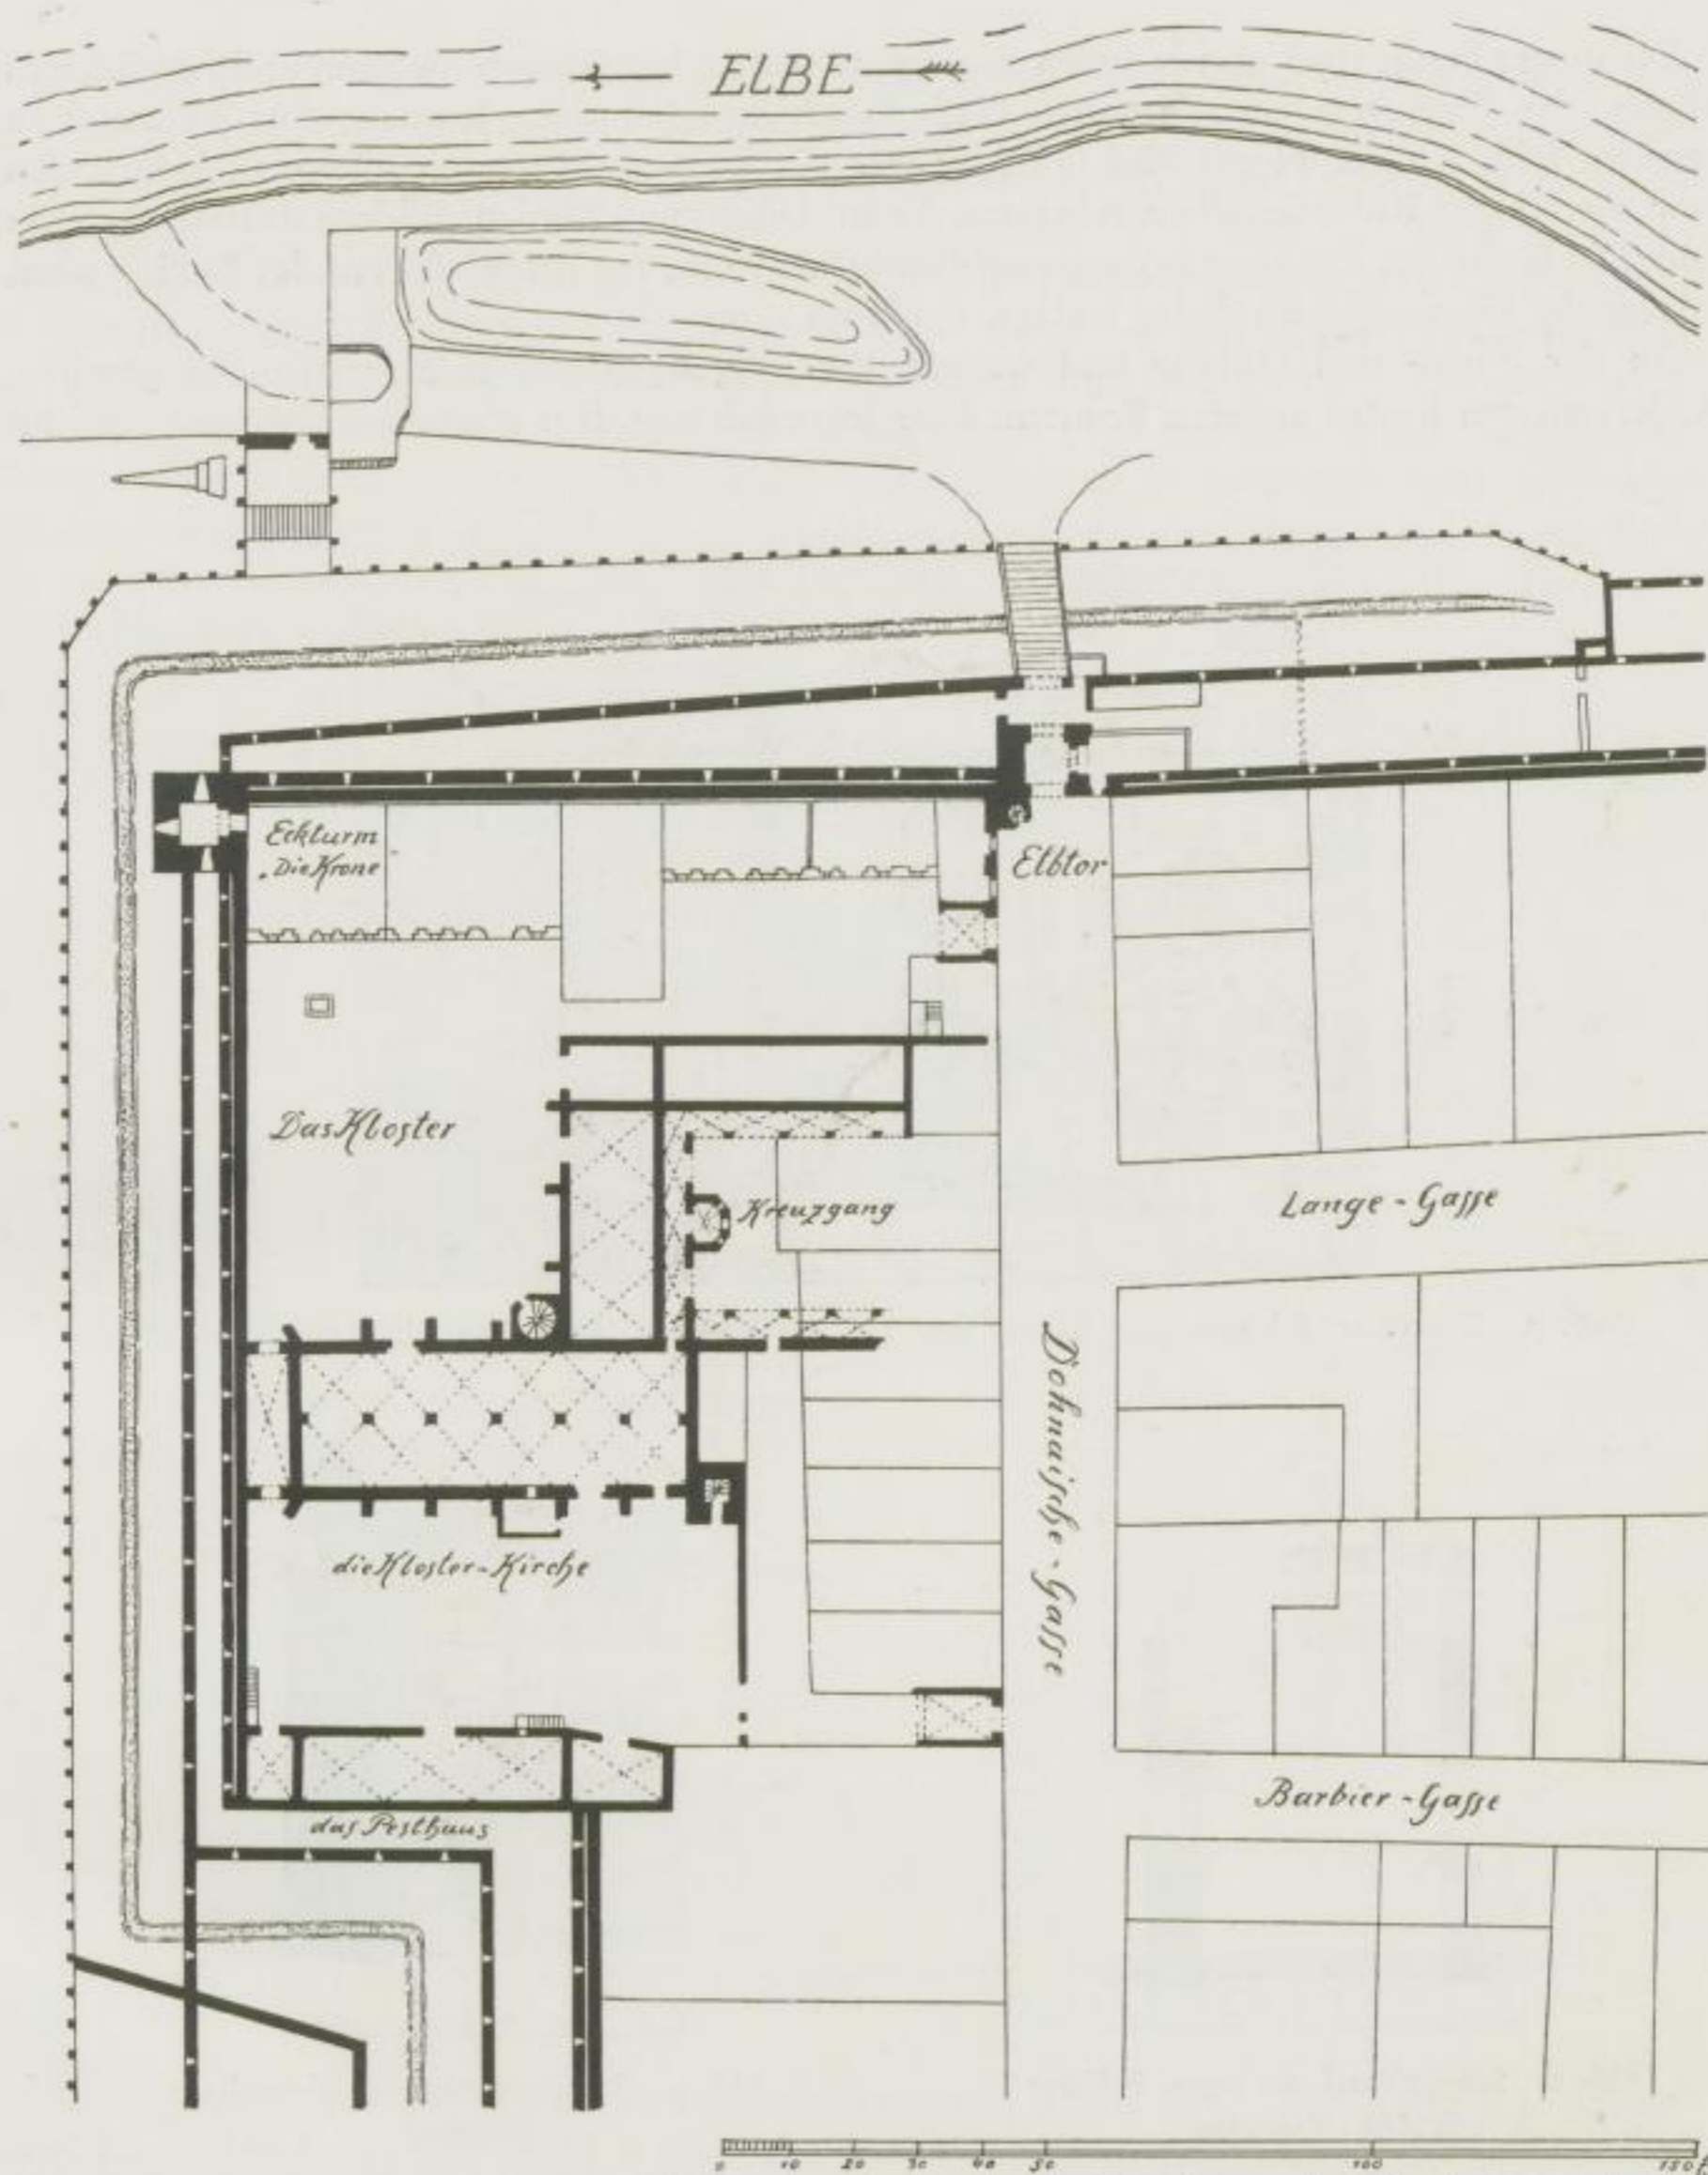 ELBE
Eckturm
"Die Krone
Elbtor
Das Kloster
Kreuzgang
Lange-Gasse
Dohnaische-Gasse
die Kloster-Kirche
Barbier-Gasse
das Pesthaus
0 10 20 30 40 50 100 150